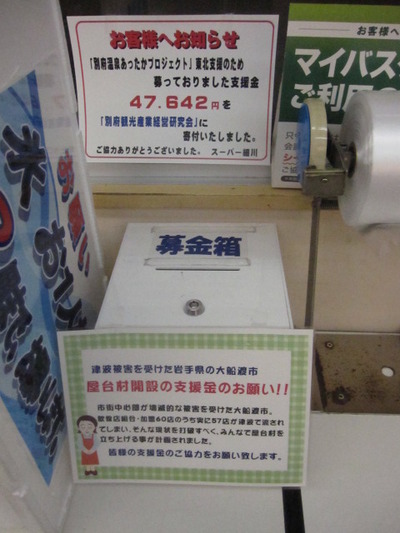 お客様へお知らせ
「別府温泉あったかプロジェクト」東北支援のため
募っておりました支援金
47.642円を
「別府観光産業経営研究会」に
寄付いたしました。
ご協力ありがとうございました。 スーパー細川
お客様へ
マイバス
ご利用の
募金箱
津波被害を受けた岩手県の大船渡市
屋台村開設の支援金のお願い!!
市街中心部が壊滅的な被害を受けた大船渡市。
飲食店組合・加盟60店のうち実に57店が津波で流され
てしまい、そんな現状を打破すべく、みんなで屋台村を
立ち上げる事が計画されました。
皆様の支援金のご協力をお願い致します。
お願い